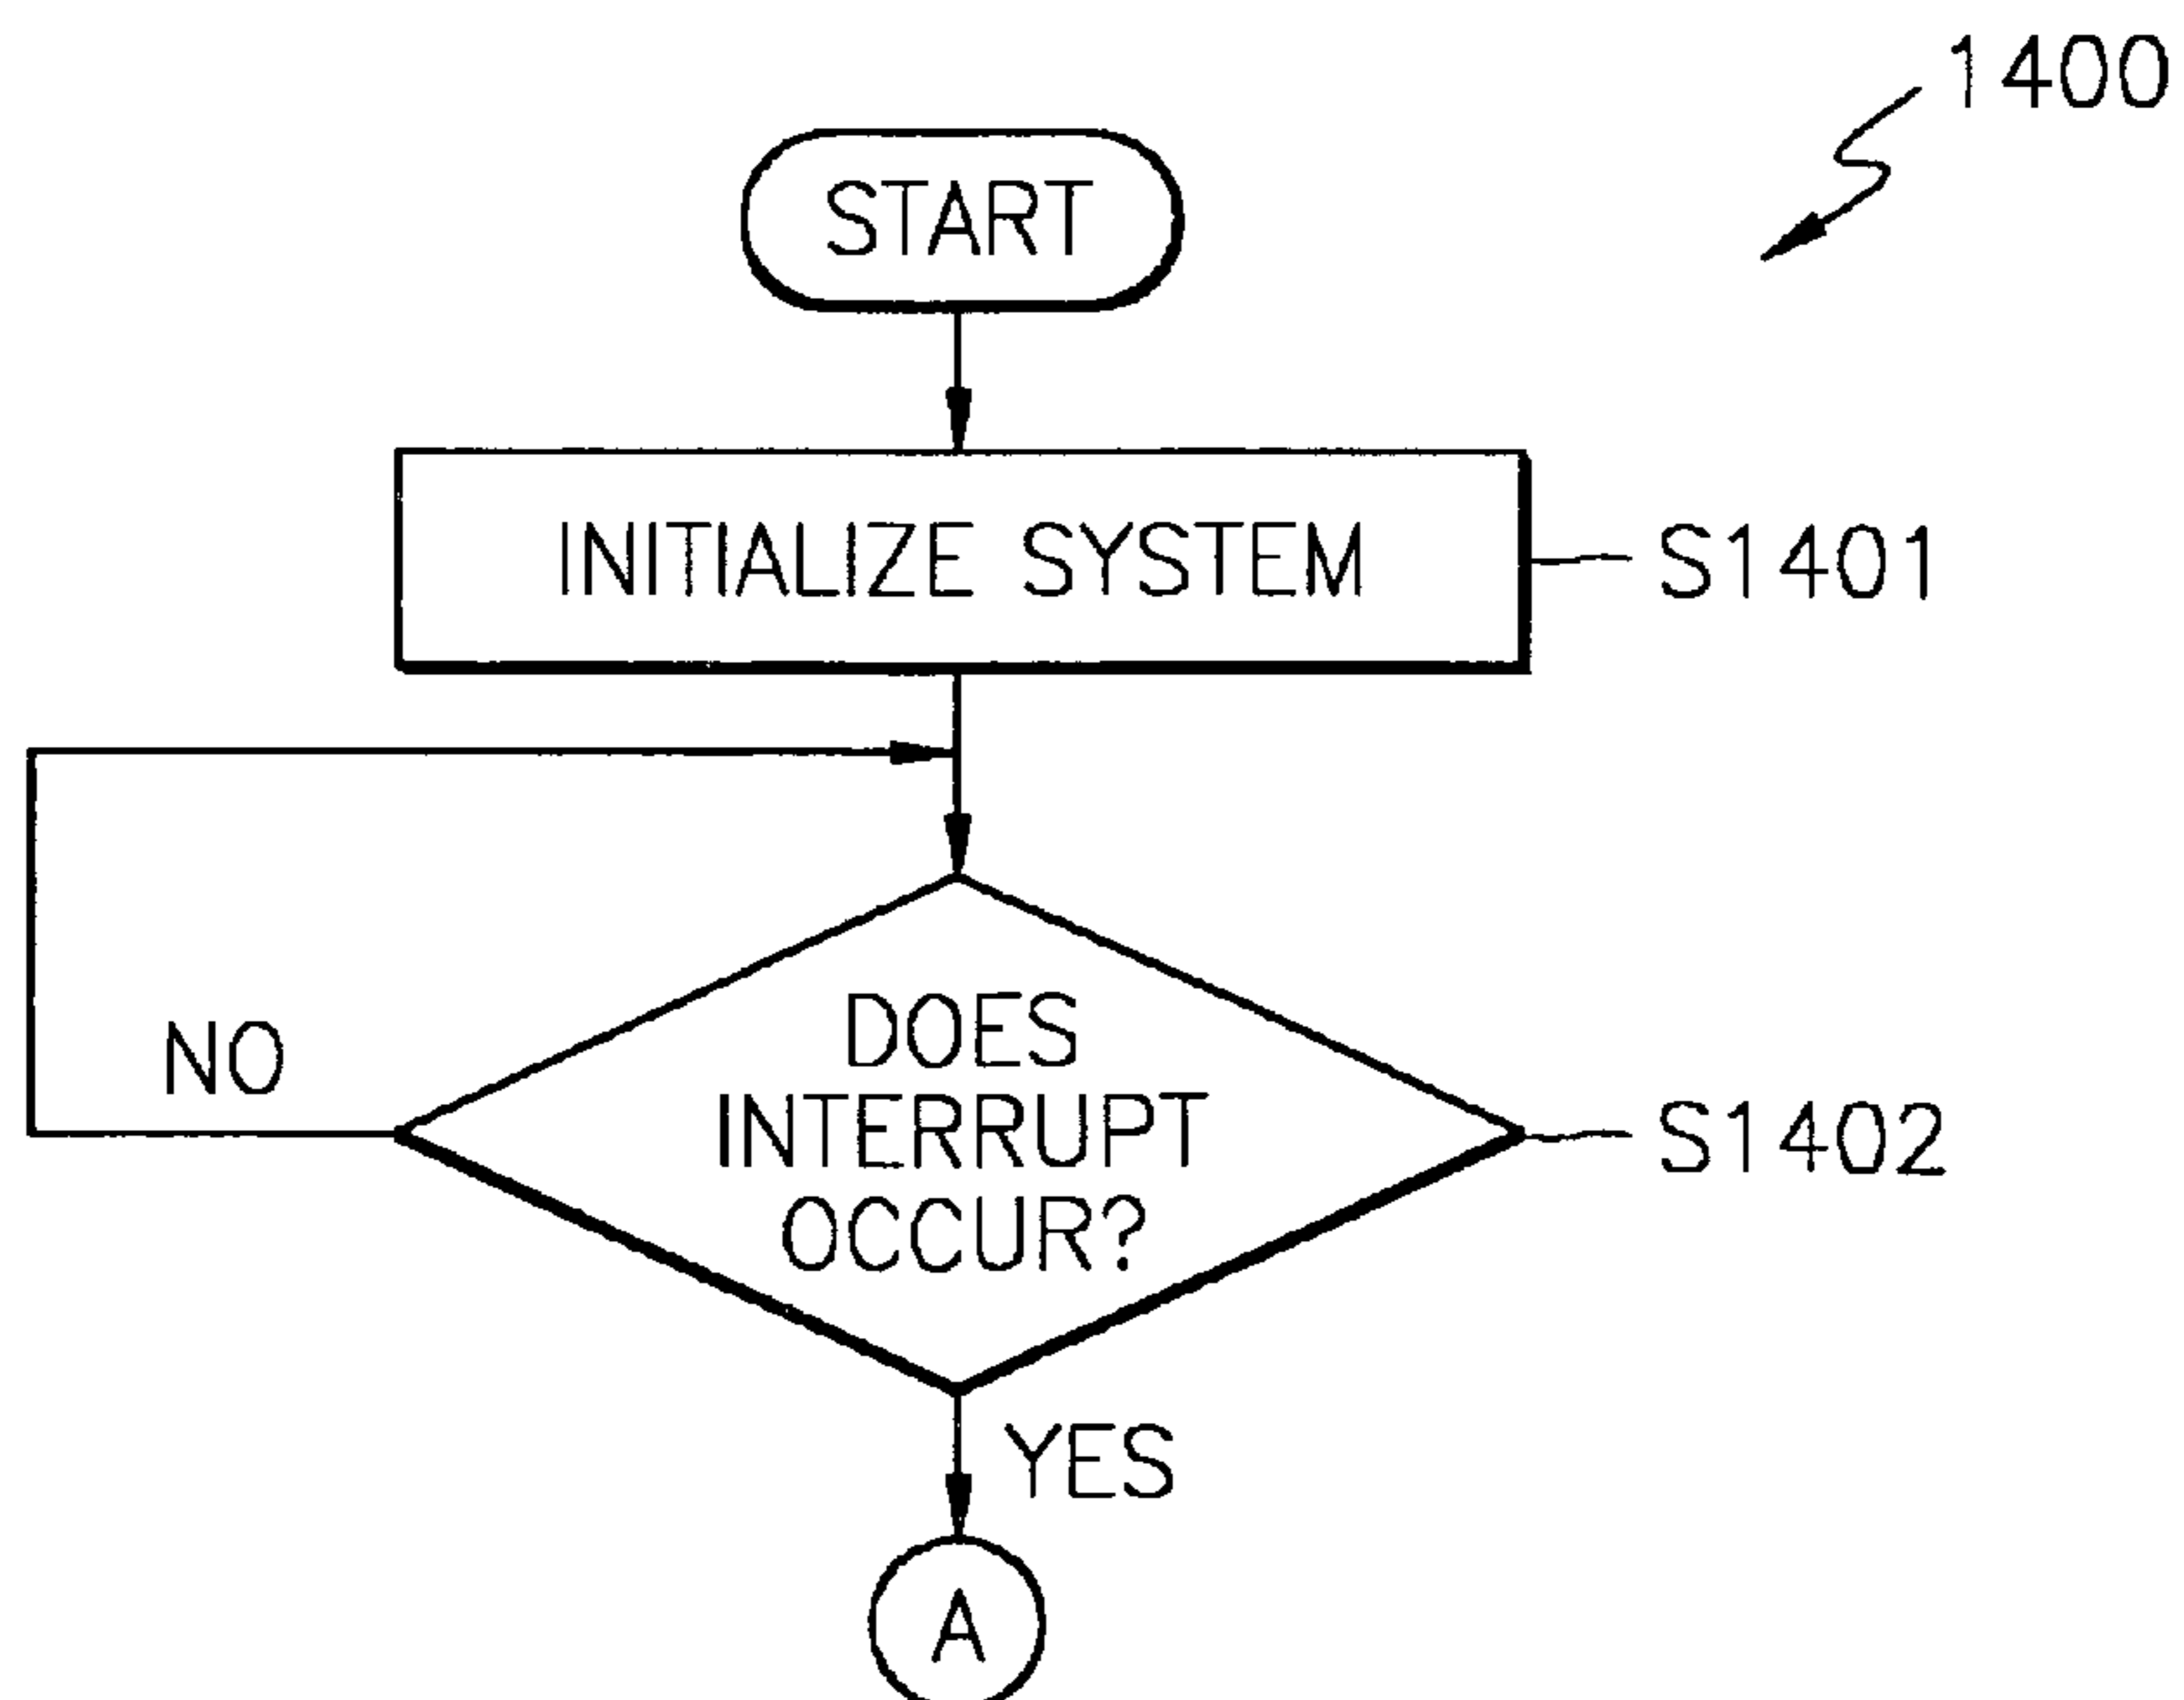 1400
START
INITIALIZE SYSTEM
S1401
NO
DOES
INTERRUPT
OCCUR?
S1402
YES
A